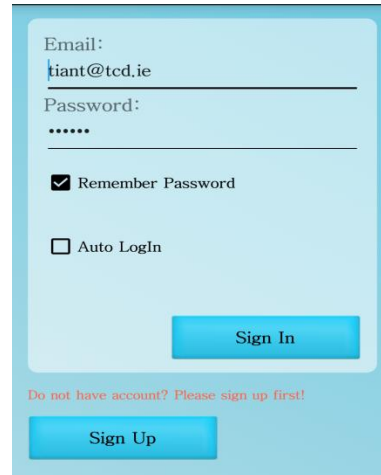 Email:
tiant@tcd.ie
Password:
••••••
Remember Password
Auto LogIn
Sign In
Do not have account? Please sign up first!
Sign Up